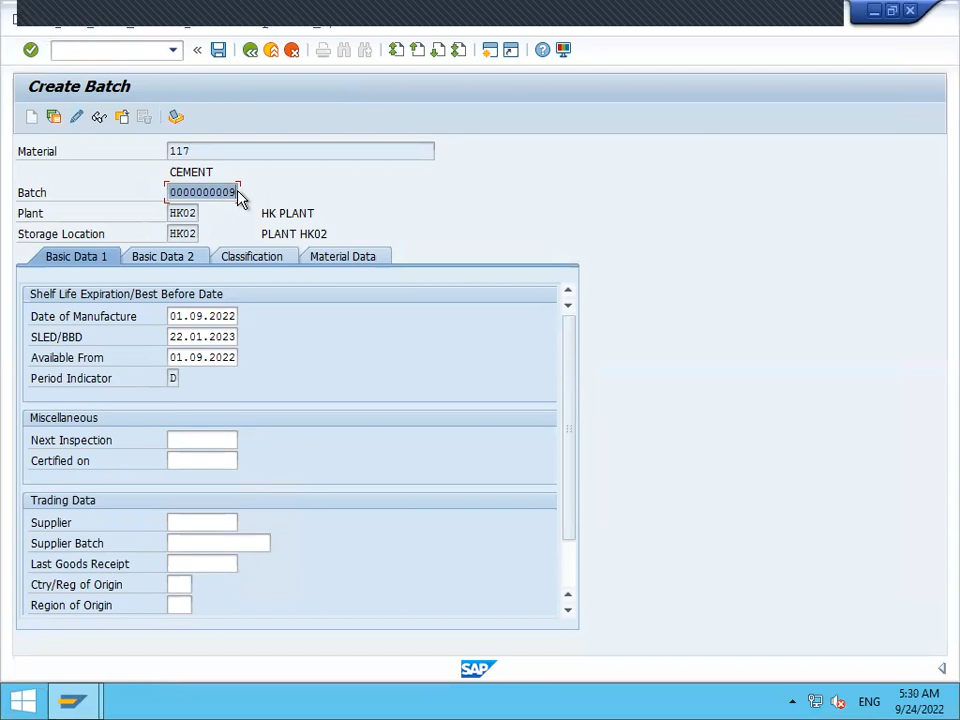 Create Batch
Material 117
CEMENT
Batch 0000000009
Plant HK02 HK PLANT
Storage Location HK02 PLANT HK02
Basic Data 1 Basic Data 2 Classification Material Data
Shelf Life Expiration/Best Before Date
Date of Manufacture 01.09.2022
SLED/BBD 22.01.2023
Available From 01.09.2022
Period Indicator D
Miscellaneous
Next Inspection
Certified on
Trading Data
Supplier
Supplier Batch
Last Goods Receipt
Ctry/Reg of Origin
Region of Origin
SAP
ENG
5:30 AM
9/24/2022